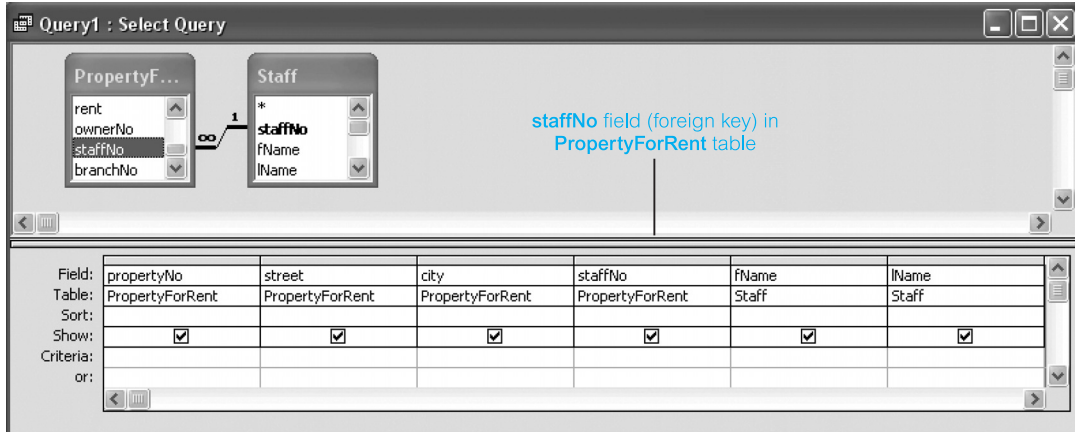 Query1 : Select Query
PropertyF...
rent
ownerNo
staffNo
branchNo
∞
1
Staff
*
staffNo
fName
lName
staffNo field (foreign key) in
PropertyForRent table
Field: propertyNo street city staffNo fName lName
Table: PropertyForRent PropertyForRent PropertyForRent PropertyForRent Staff Staff
Sort:
Show:
Criteria:
or: